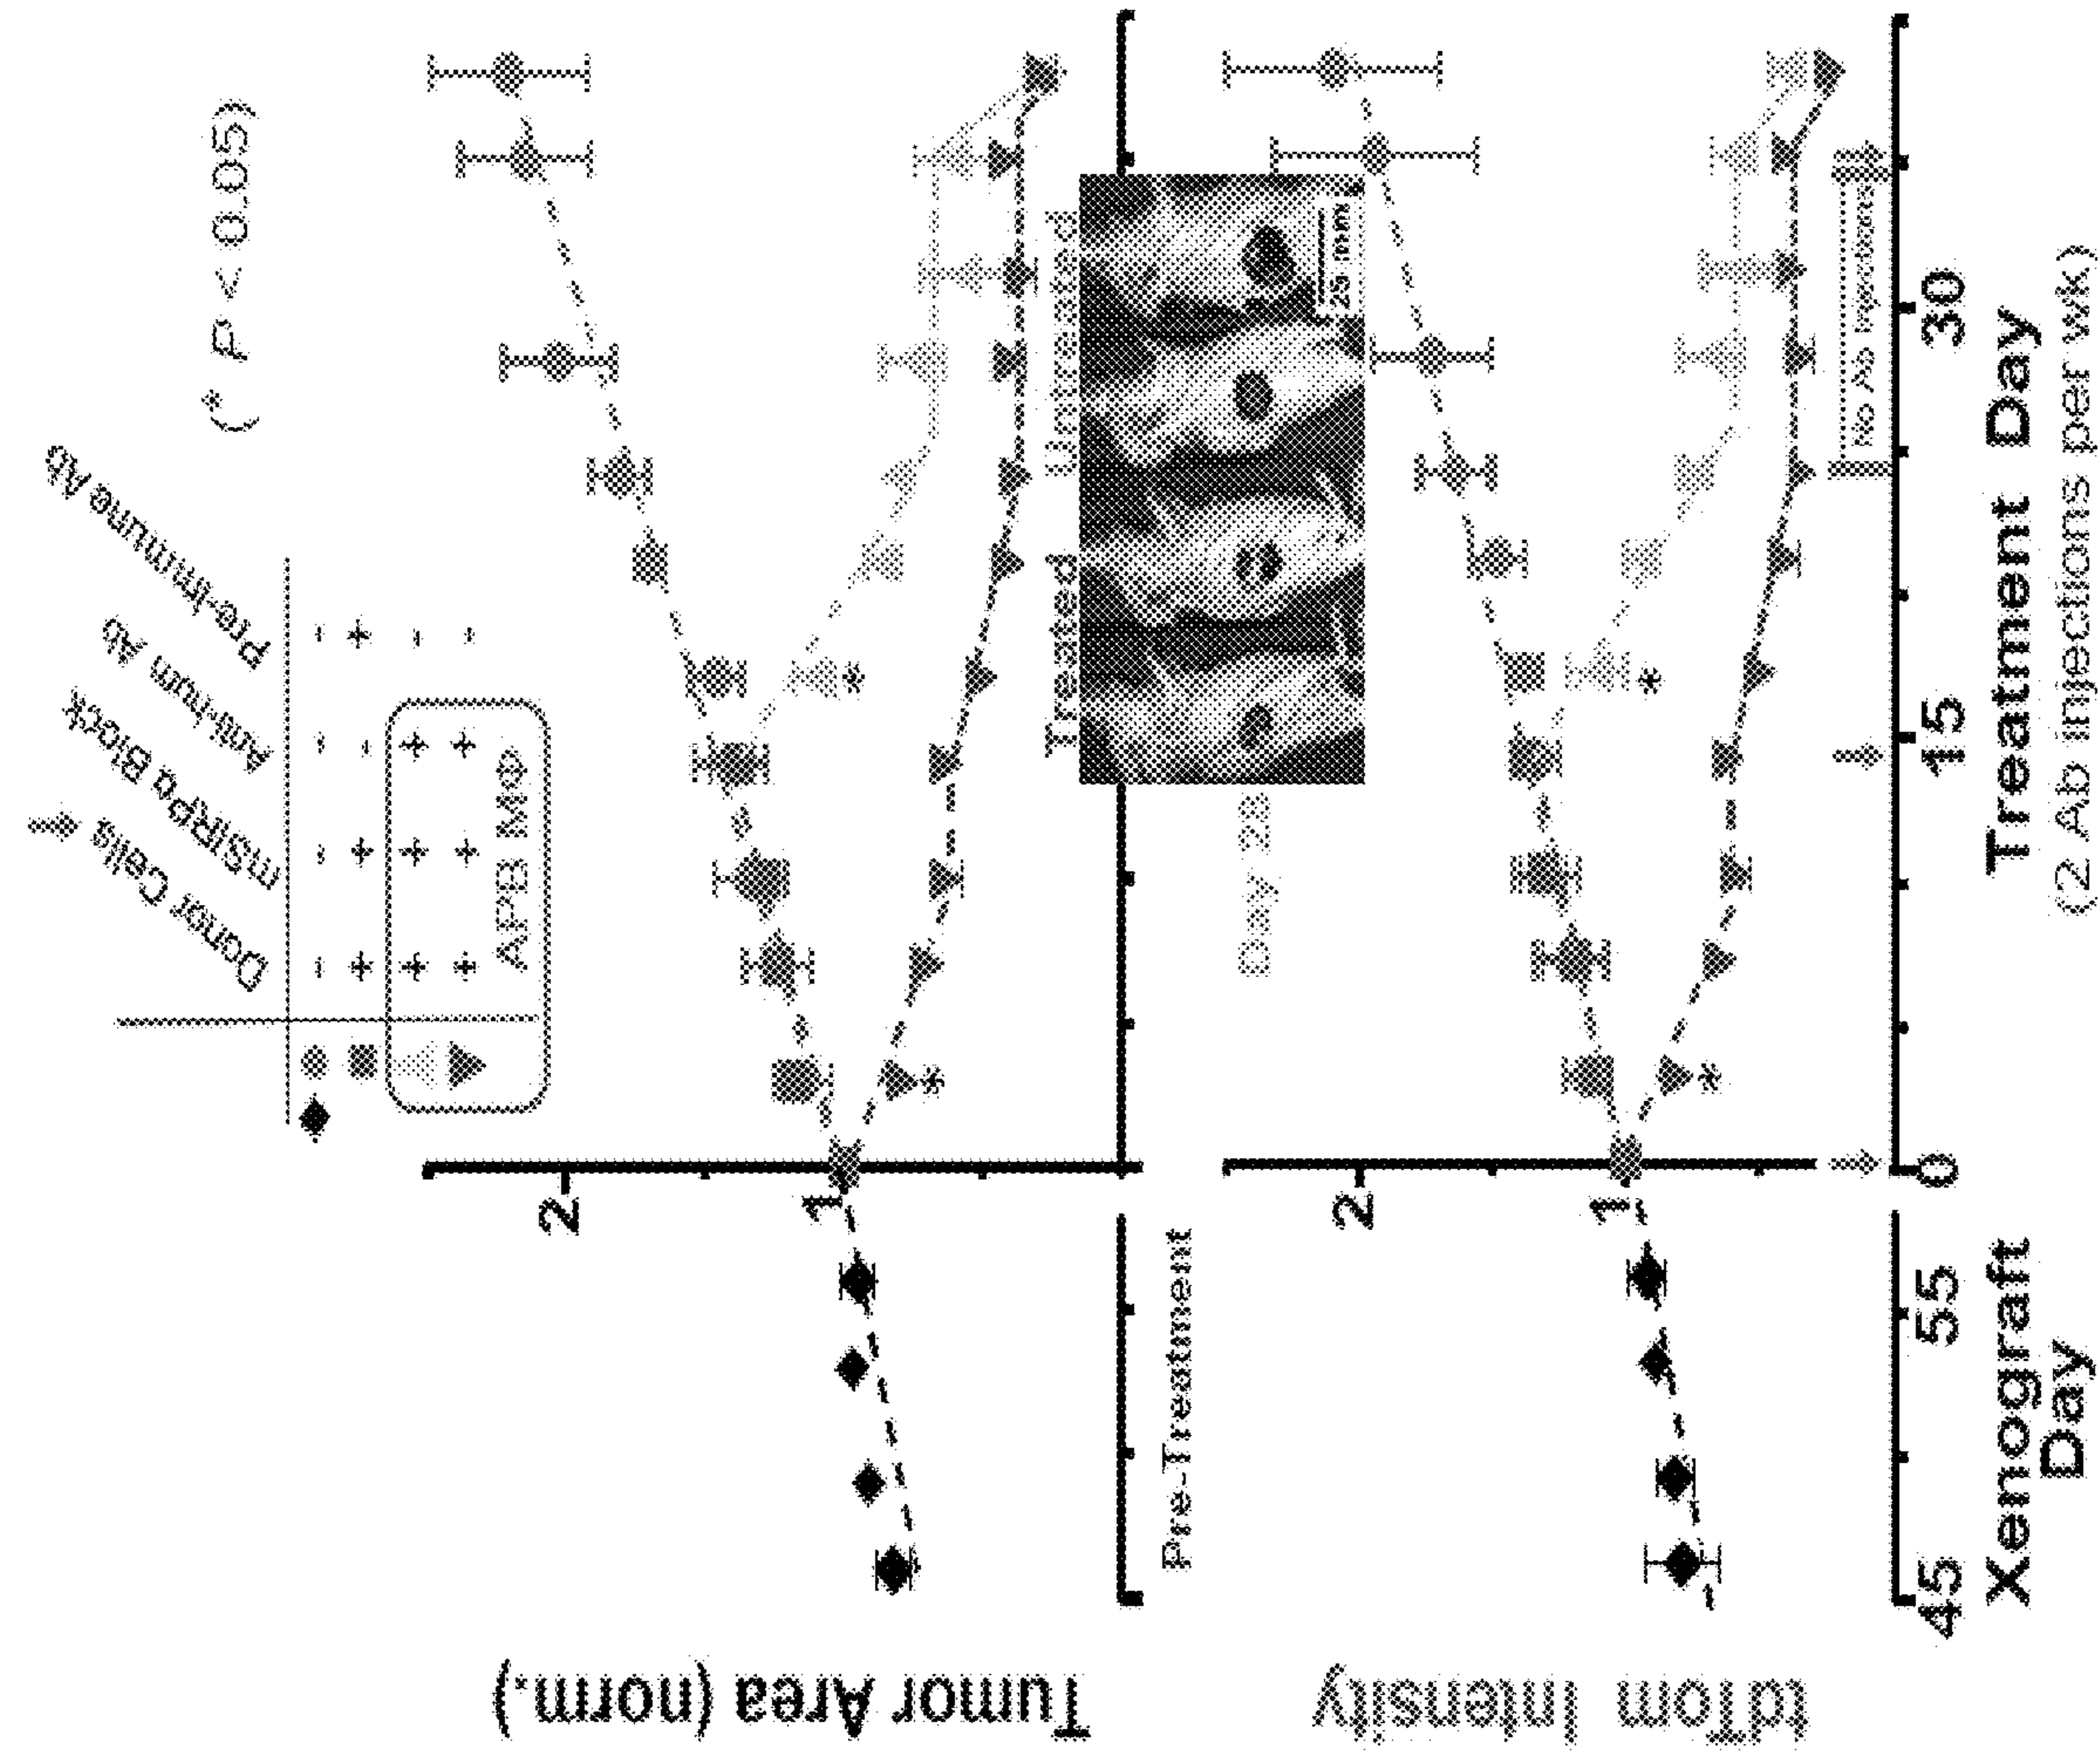 Donor Cells
mSIRPα Block
Anti-hum Ab
Pre-immune Ab
- - - -
+ + - +
+ + + -
+ + + -
APB MΦ
(* P < 0.05)
Tumor Area (norm.)
2
1
*
*
Pre-Treatment
Treated
Untreated
Day 28
25 mm
tdTom Intensity
2
1
*
*
No Ab Injections
45
55
0
15
30
Xenograft
Day
Treatment Day
(2 Ab injections per wk)